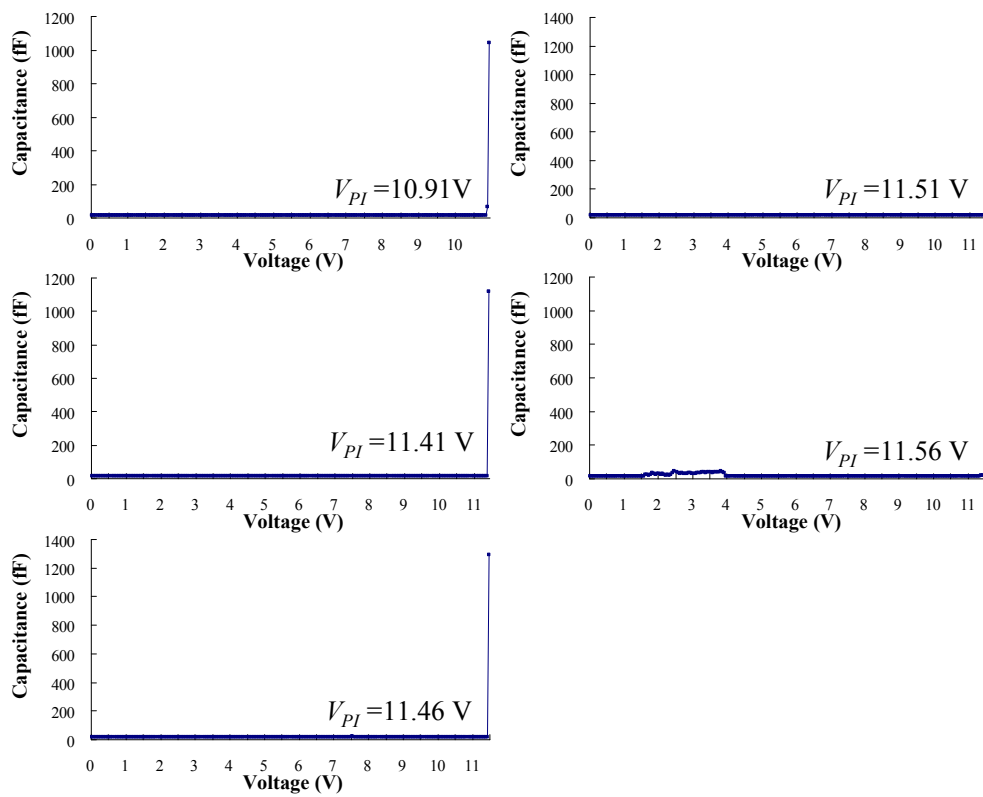 1200
1000
800
600
400
200
0
Capacitance (fF)
V_PI =10.91V
0 1 2 3 4 5 6 7 8 9 10
Voltage (V)
1400
1200
1000
800
600
400
200
0
Capacitance (fF)
V_PI =11.51 V
0 1 2 3 4 5 6 7 8 9 10 11
Voltage (V)
1200
1000
800
600
400
200
0
Capacitance (fF)
V_PI =11.41 V
0 1 2 3 4 5 6 7 8 9 10 11
Voltage (V)
1200
1000
800
600
400
200
0
Capacitance (fF)
V_PI =11.56 V
0 1 2 3 4 5 6 7 8 9 10 11
Voltage (V)
1400
1200
1000
800
600
400
200
0
Capacitance (fF)
V_PI =11.46 V
0 1 2 3 4 5 6 7 8 9 10 11
Voltage (V)